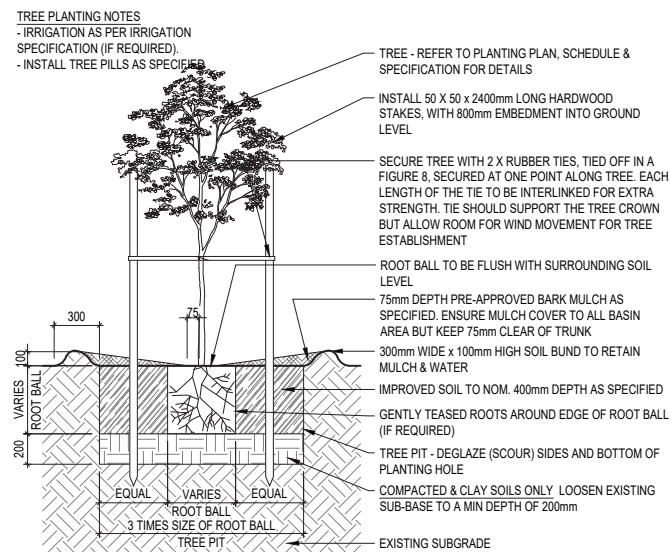 TREE PLANTING NOTES
- IRRIGATION AS PER IRRIGATION
SPECIFICATION (IF REQUIRED).
- INSTALL TREE PILLS AS SPECIFIED
TREE - REFER TO PLANTING PLAN, SCHEDULE &
SPECIFICATION FOR DETAILS
INSTALL 50 X 50 x 2400mm LONG HARDWOOD
STAKES, WITH 800mm EMBEDMENT INTO GROUND
LEVEL
SECURE TREE WITH 2 X RUBBER TIES, TIED OFF IN A
FIGURE 8, SECURED AT ONE POINT ALONG TREE. EACH
LENGTH OF THE TIE TO BE INTERLINKED FOR EXTRA
STRENGTH. TIE SHOULD SUPPORT THE TREE CROWN
BUT ALLOW ROOM FOR WIND MOVEMENT FOR TREE
ESTABLISHMENT
ROOT BALL TO BE FLUSH WITH SURROUNDING SOIL
LEVEL
75mm DEPTH PRE-APPROVED BARK MULCH AS
SPECIFIED. ENSURE MULCH COVER TO ALL BASIN
AREA BUT KEEP 75mm CLEAR OF TRUNK
300mm WIDE x 100mm HIGH SOIL BUND TO RETAIN
MULCH & WATER
IMPROVED SOIL TO NOM. 400mm DEPTH AS SPECIFIED
GENTLY TEASED ROOTS AROUND EDGE OF ROOT BALL
(IF REQUIRED)
TREE PIT - DEGLAZE (SCOUR) SIDES AND BOTTOM OF
PLANTING HOLE
COMPACTED & CLAY SOILS ONLY LOOSEN EXISTING
SUB-BASE TO A MIN DEPTH OF 200mm
EXISTING SUBGRADE
75
300
100
VARIES
ROOT BALL
200
EQUAL VARIES EQUAL
ROOT BALL
3 TIMES SIZE OF ROOT BALL
TREE PIT